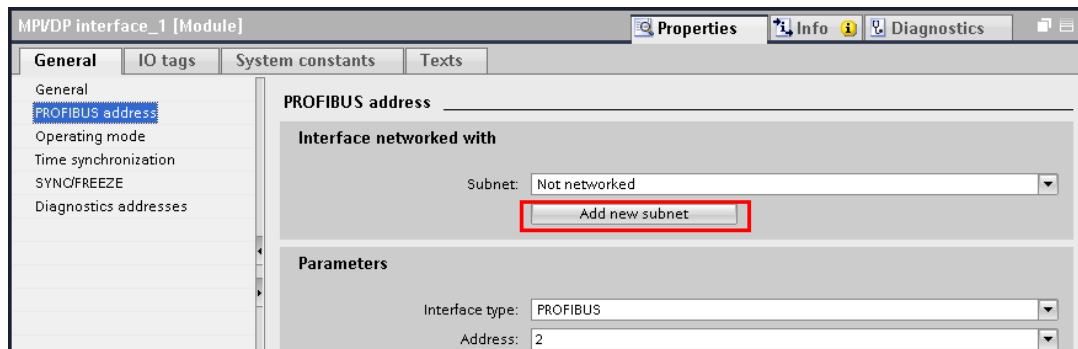 MPI/DP interface_1 [Module]
Properties
Info
Diagnostics
General
IO tags
System constants
Texts
General
PROFIBUS address
Operating mode
Time synchronization
SYNC/FREEZE
Diagnostics addresses
PROFIBUS address
Interface networked with
Subnet: Not networked
Add new subnet
Parameters
Interface type: PROFIBUS
Address: 2